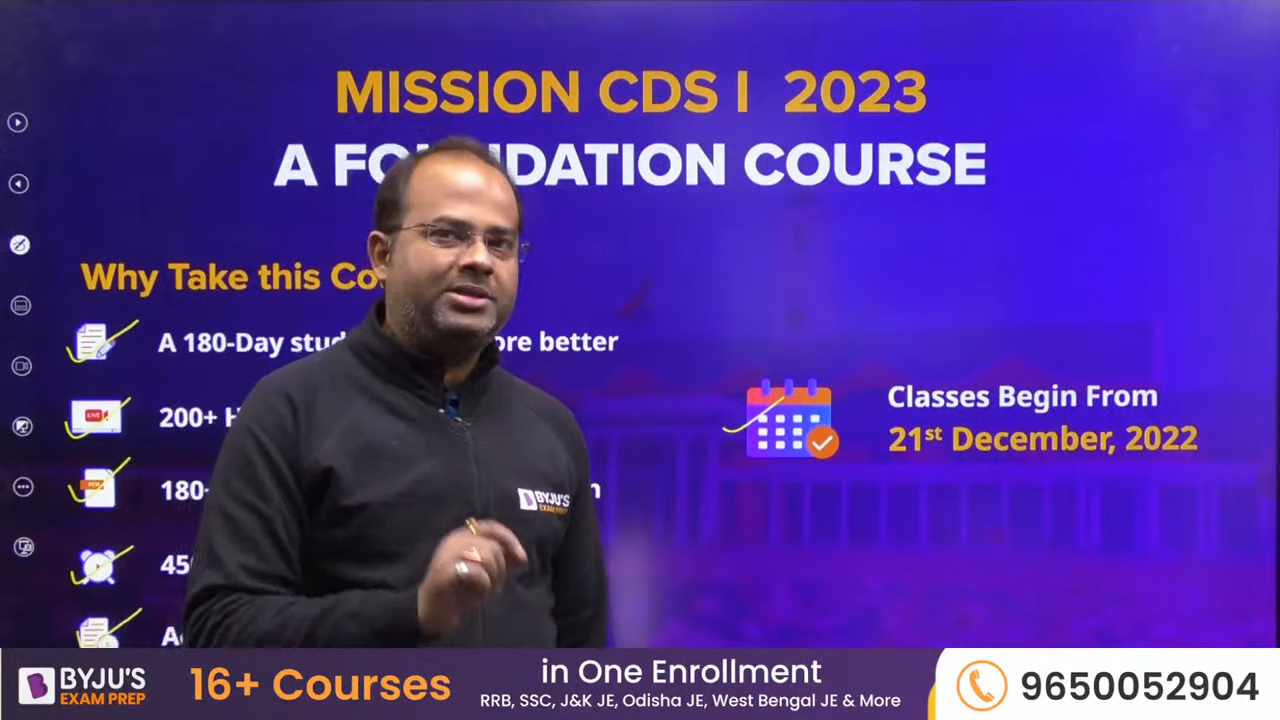 MISSION CDS I 2023
A FOUNDATION COURSE
Why Take this Co
A 180-Day stud ore better
200+ H
180- n
45
A
Classes Begin From
21st December, 2022
LIVE
BYJU'S
EXAM PREP
BYJU'S
EXAM PREP
16+ Courses
in One Enrollment
RRB, SSC, J&K JE, Odisha JE, West Bengal JE & More
9650052904